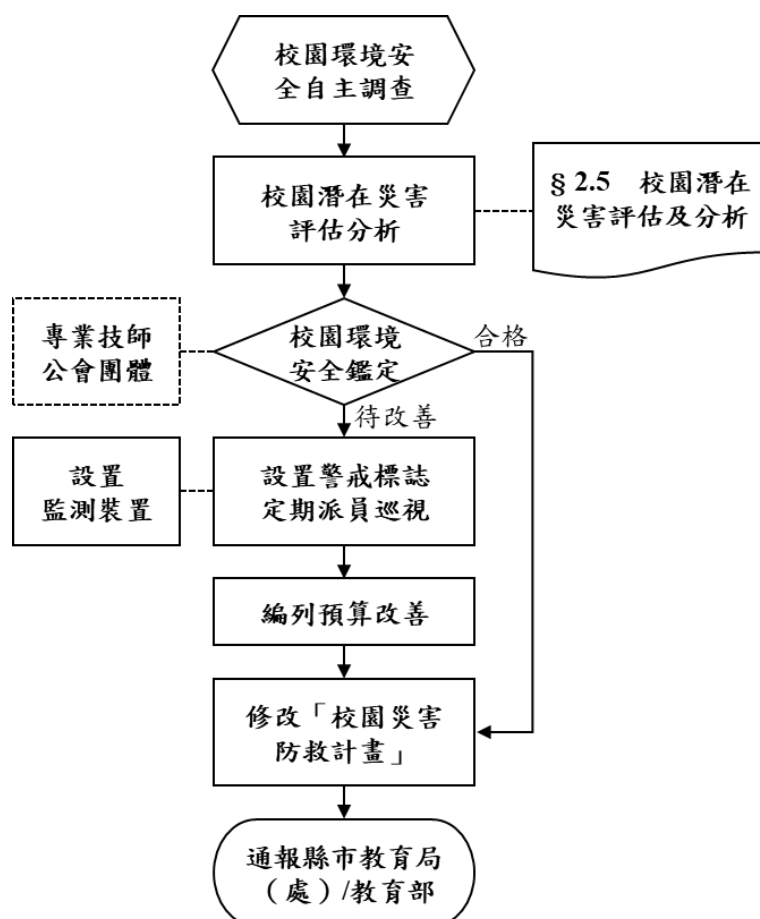 校園環境安
全自主調查
校園潛在災害
評估分析
§ 2.5 校園潛在
災害評估及分析
專業技師
公會團體
校園環境
安全鑑定
合格
待改善
設置
監測裝置
設置警戒標誌
定期派員巡視
編列預算改善
修改「校園災害
防救計畫」
通報縣市教育局
（處）/教育部